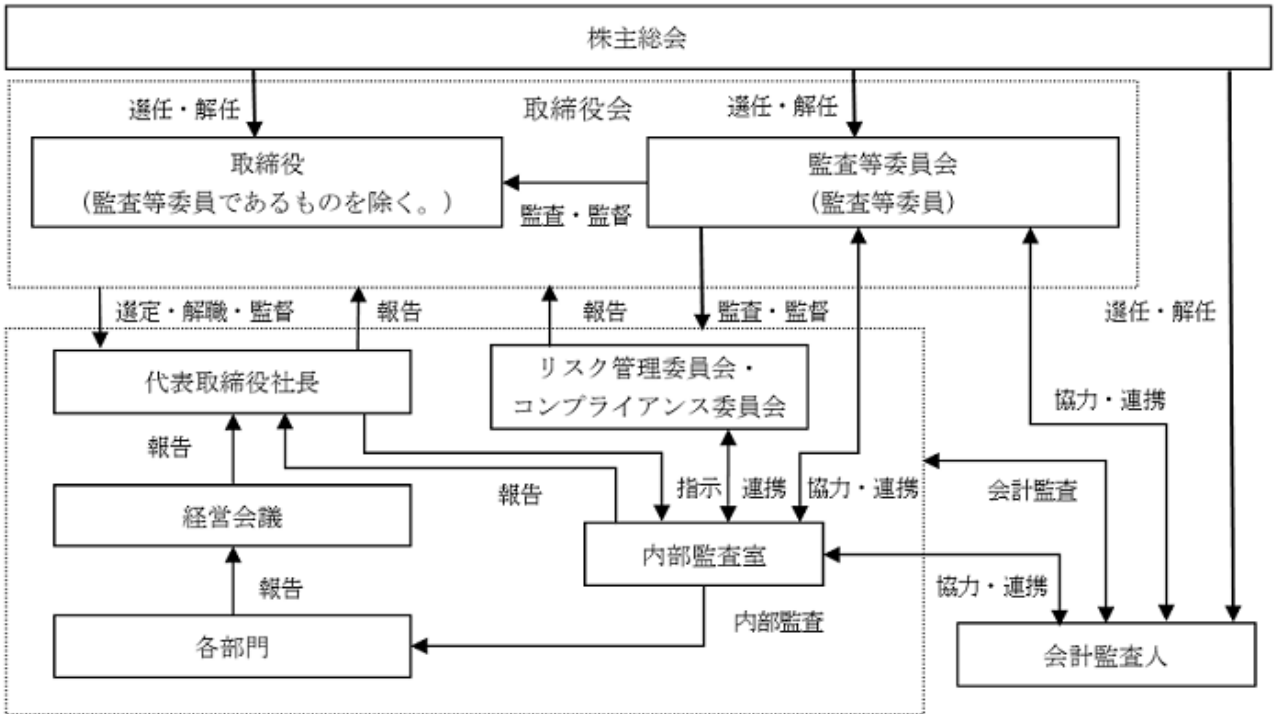 株主総会
選任・解任
取締役会
選任・解任
取締役
(監査等委員であるものを除く。)
監査等委員会
(監査等委員)
監査・監督
選定・解職・監督
報告
報告
監査・監督
選任・解任
代表取締役社長
リスク管理委員会・
コンプライアンス委員会
協力・連携
報告
報告
指示
連携
協力・連携
会計監査
経営会議
内部監査室
報告
協力・連携
内部監査
各部門
会計監査人